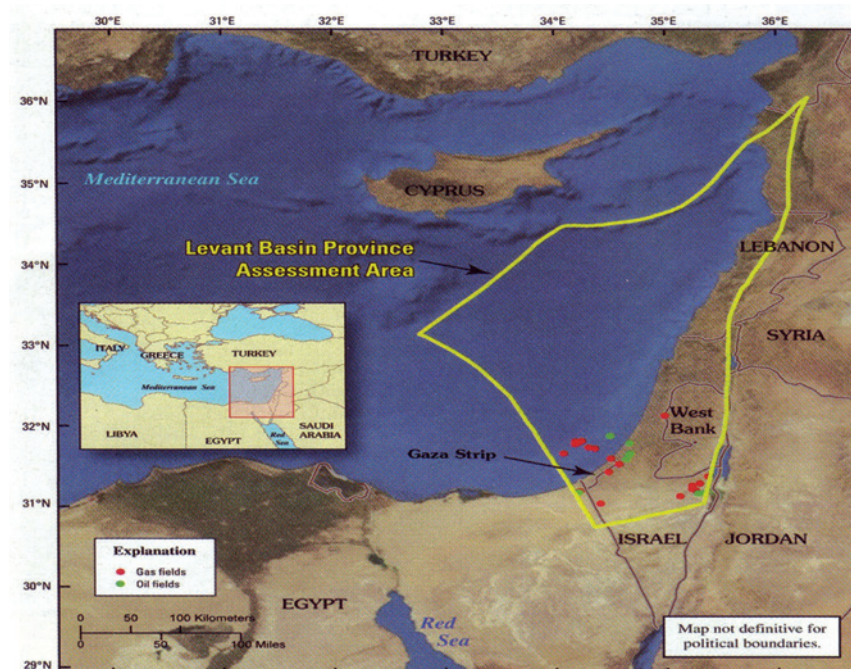 30°E 31°E 32°E 33°E 34°E 35°E 36°E
TURKEY
36°N
Mediterranean Sea
35°N
CYPRUS
Levant Basin Province
Assessment Area
34°N
LEBANON
33°N
SYRIA
ITALY
GREECE
TURKEY
Mediterranean Sea
LIBYA
EGYPT
SAUDI
ARABIA
Red
Sea
32°N
West
Bank
Gaza Strip
31°N
ISRAEL
JORDAN
Explanation
Gas fields
Oil fields
30°N
EGYPT
0 50 100 Kilometers
0 50 100 Miles
Red
Sea
Map not definitive for
political boundaries.
29°N